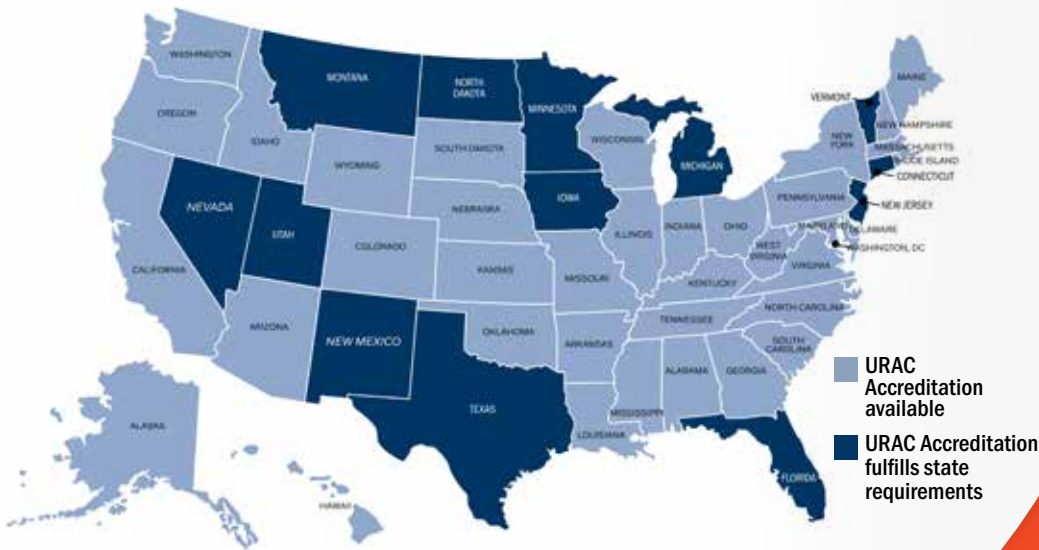 WASHINGTON
MONTANA
NORTH
DAKOTA
MINNESOTA
MAINE
VERMONT
OREGON
IDAHO
WISCONSIN
NEW HAMPSHIRE
SOUTH DAKOTA
NEW
YORK
MASSACHUSETTS
WYOMING
MICHIGAN
RHODE ISLAND
CONNECTICUT
IOWA
PENNSYLVANIA
NEVADA
NEBRASKA
NEW JERSEY
UTAH
ILLINOIS
INDIANA
OHIO
MARYLAND
DELAWARE
COLORADO
WEST
VIRGINIA
WASHINGTON, DC
CALIFORNIA
KANSAS
MISSOURI
VIRGINIA
KENTUCKY
NORTH CAROLINA
TENNESSEE
ARIZONA
OKLAHOMA
NEW MEXICO
ARKANSAS
SOUTH
CAROLINA
ALABAMA
GEORGIA
TEXAS
MISSISSIPPI
LOUISIANA
ALASKA
FLORIDA
HAWAII
URAC
Accreditation
available
URAC Accreditation
fulfills state
requirements